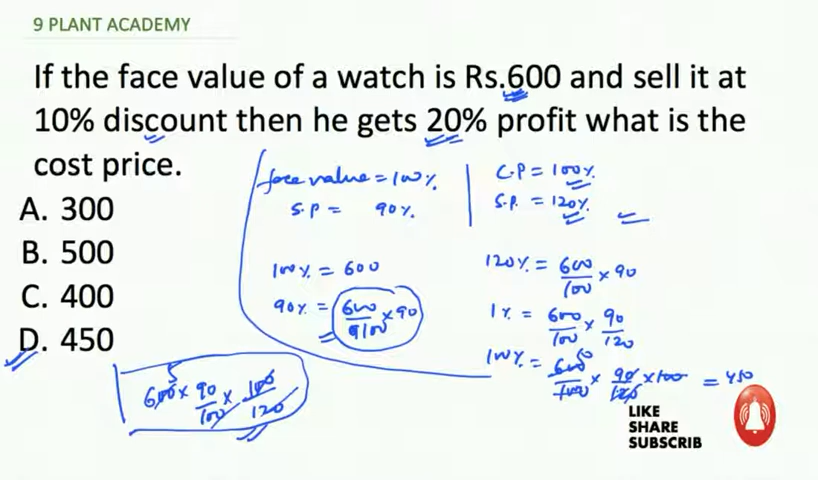 9 PLANT ACADEMY
If the face value of a watch is Rs.600 and sell it at
10% discount then he gets 20% profit what is the
cost price.
A. 300
B. 500
C. 400
D. 450
face value = 100%
S.P = 90%
C.P = 100%
S.P. = 120%
100% = 600
90% = 600/100 × 90
120% = 600/100 × 90
1% = 600/100 × 90/120
100% = 600/100 × 90/120 × 100 = 450
600 × 90/100 × 100/120
5
LIKE
SHARE
SUBSCRIB